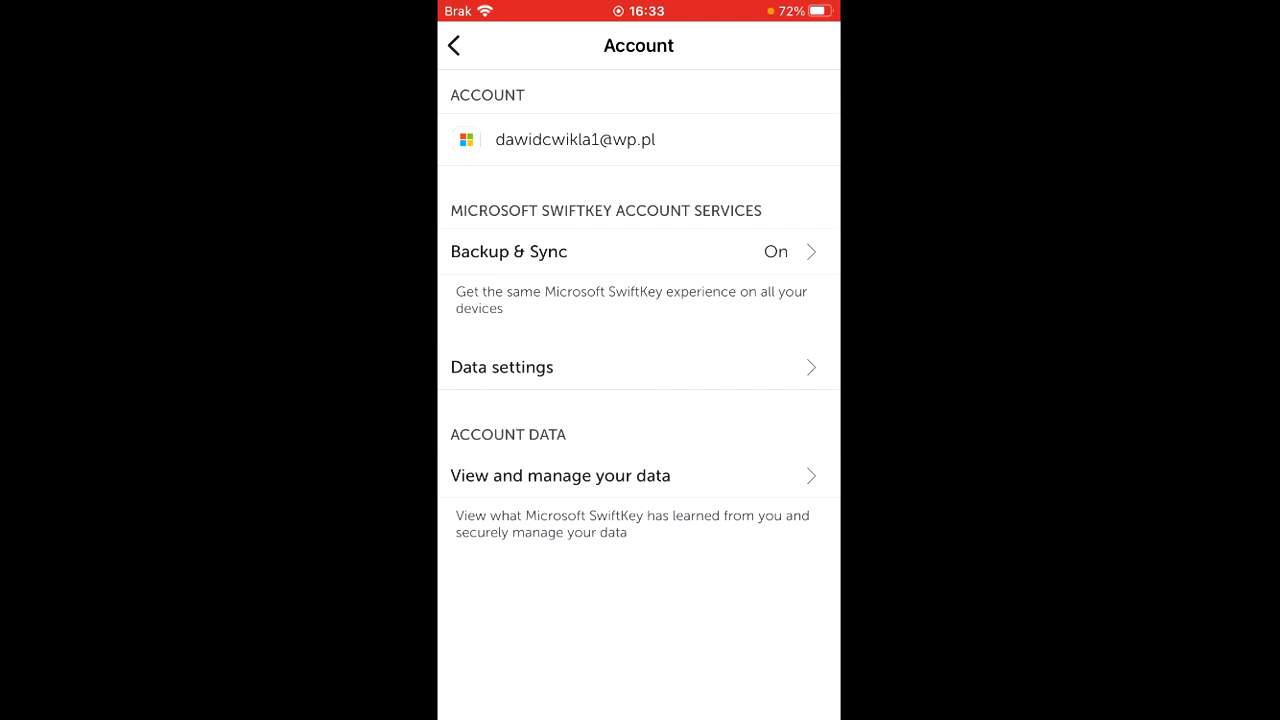 Brak 16:33 72%
Account
ACCOUNT
dawidcwikla1@wp.pl
MICROSOFT SWIFTKEY ACCOUNT SERVICES
Backup & Sync On
Get the same Microsoft SwiftKey experience on all your
devices
Data settings
ACCOUNT DATA
View and manage your data
View what Microsoft SwiftKey has learned from you and
securely manage your data